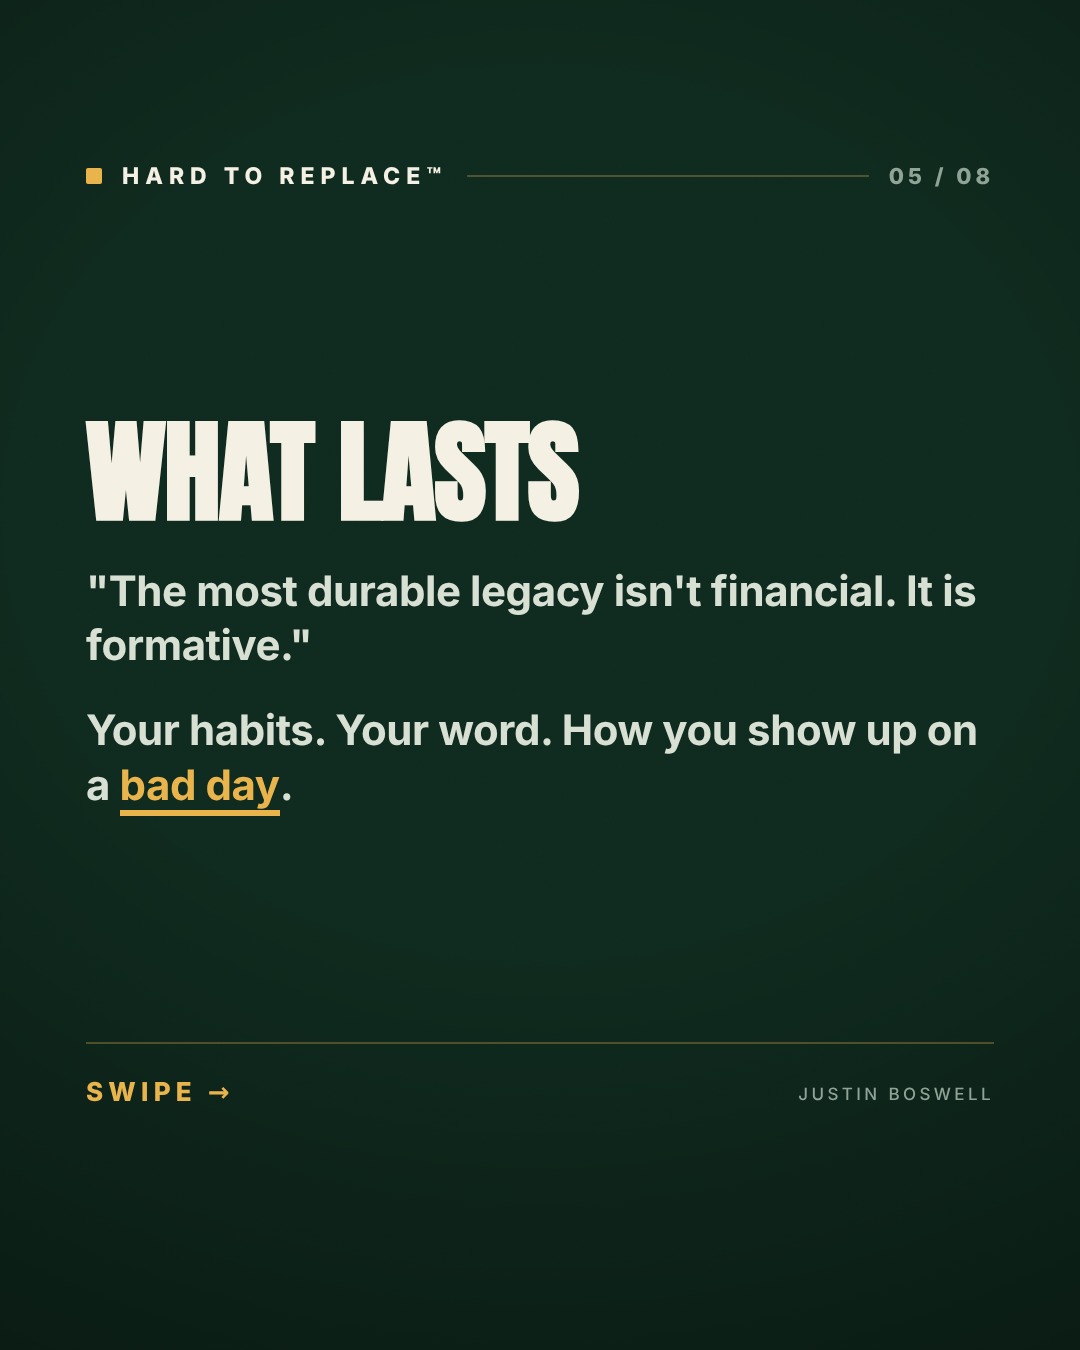 HARD TO REPLACE™
05 / 08
WHAT LASTS
"The most durable legacy isn't financial. It is
formative."
Your habits. Your word. How you show up on
a bad day.
SWIPE →
JUSTIN BOSWELL